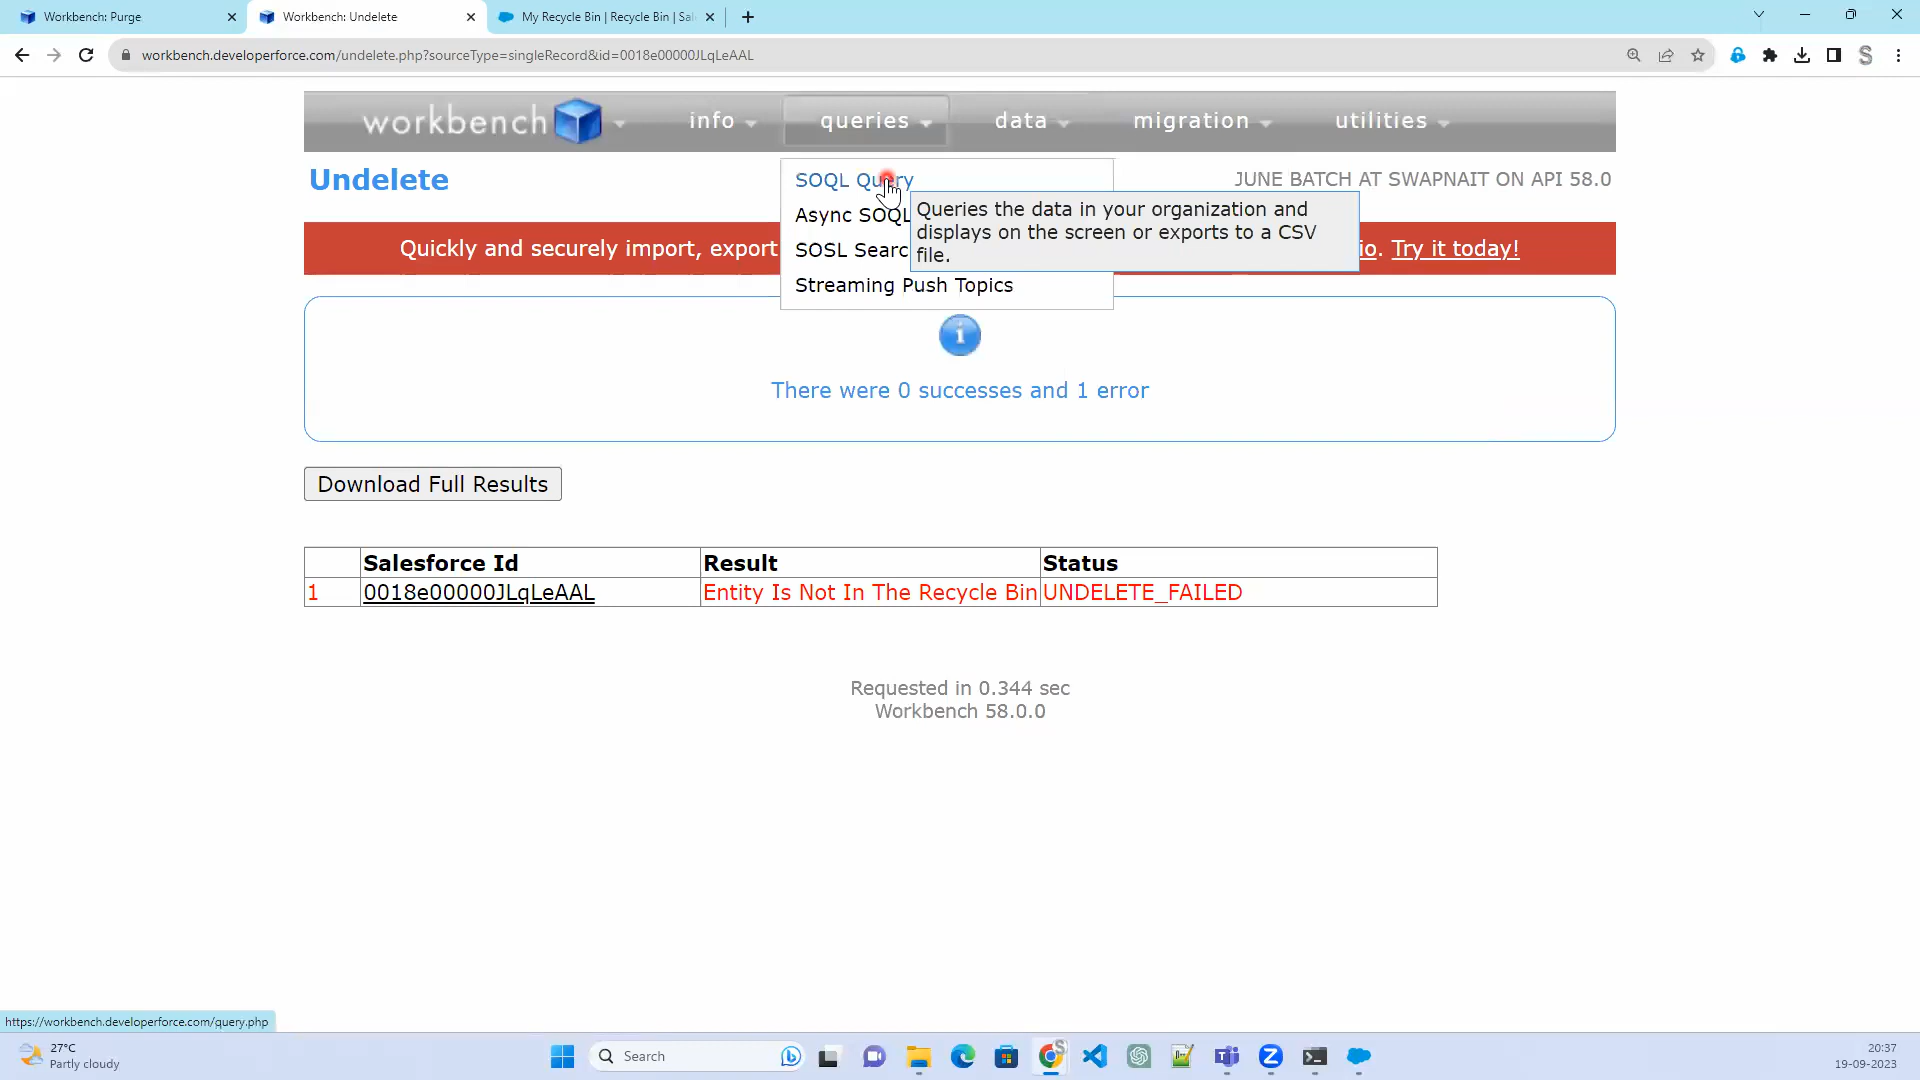 Workbench: Purge
Workbench: Undelete
My Recycle Bin | Recycle Bin | Sal
workbench.developerforce.com/undelete.php?sourceType=singleRecord&id=0018e00000JLqLeAAL
workbench
info
queries
data
migration
utilities
Undelete
SOQL Query
JUNE BATCH AT SWAPNAIT ON API 58.0
Async SOQL
Queries the data in your organization and
displays on the screen or exports to a CSV
file.
Quickly and securely import, export
SOSL Searc
io. Try it today!
Streaming Push Topics
There were 0 successes and 1 error
Download Full Results
Salesforce Id Result Status
1 0018e00000JLqLeAAL Entity Is Not In The Recycle Bin UNDELETE_FAILED
Requested in 0.344 sec
Workbench 58.0.0
https://workbench.developerforce.com/query.php
27°C
Partly cloudy
Search
20:37
19-09-2023